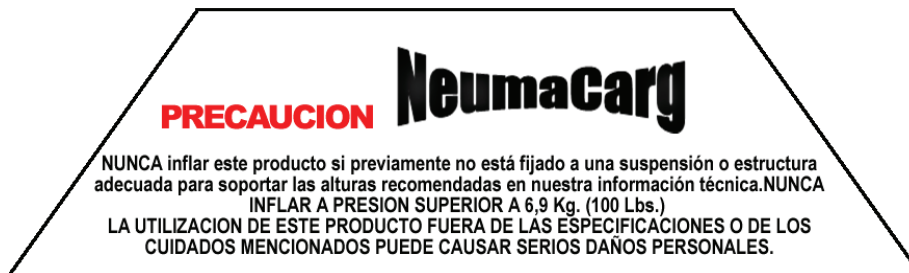 PRECAUCION NeumaCarg
NUNCA inflar este producto si previamente no está fijado a una suspensión o estructura
adecuada para soportar las alturas recomendadas en nuestra información técnica.NUNCA
INFLAR A PRESION SUPERIOR A 6,9 Kg. (100 Lbs.)
LA UTILIZACION DE ESTE PRODUCTO FUERA DE LAS ESPECIFICACIONES O DE LOS
CUIDADOS MENCIONADOS PUEDE CAUSAR SERIOS DAÑOS PERSONALES.